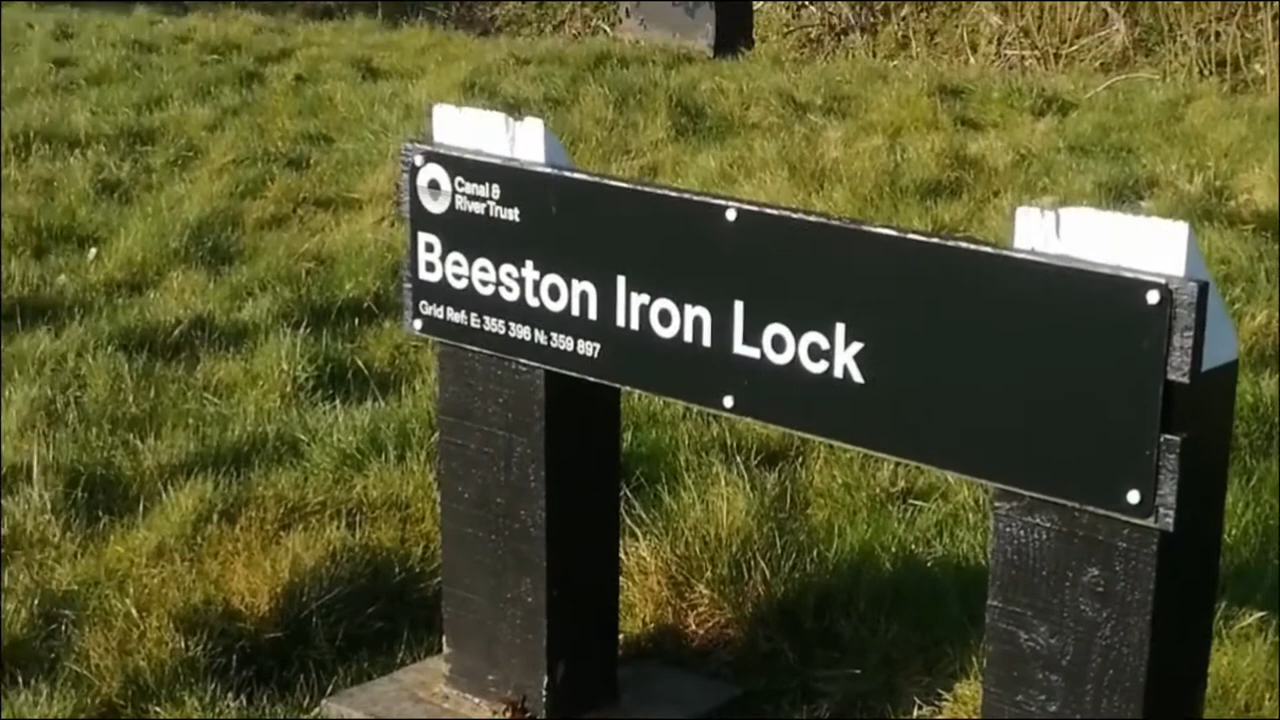 Canal &
River Trust
Beeston Iron Lock
Grid Ref: E: 355 396 N: 359 897